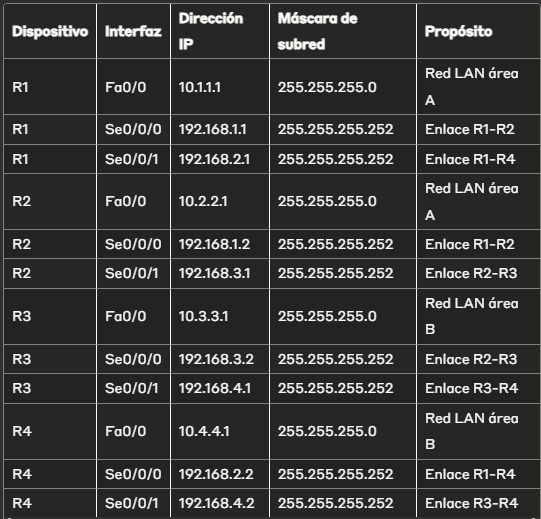 Dispositivo Interfaz Dirección IP Máscara de subred Propósito
R1 Fa0/0 10.1.1.1 255.255.255.0 Red LAN área A
R1 Se0/0/0 192.168.1.1 255.255.255.252 Enlace R1-R2
R1 Se0/0/1 192.168.2.1 255.255.255.252 Enlace R1-R4
R2 Fa0/0 10.2.2.1 255.255.255.0 Red LAN área A
R2 Se0/0/0 192.168.1.2 255.255.255.252 Enlace R1-R2
R2 Se0/0/1 192.168.3.1 255.255.255.252 Enlace R2-R3
R3 Fa0/0 10.3.3.1 255.255.255.0 Red LAN área B
R3 Se0/0/0 192.168.3.2 255.255.255.252 Enlace R2-R3
R3 Se0/0/1 192.168.4.1 255.255.255.252 Enlace R3-R4
R4 Fa0/0 10.4.4.1 255.255.255.0 Red LAN área B
R4 Se0/0/0 192.168.2.2 255.255.255.252 Enlace R1-R4
R4 Se0/0/1 192.168.4.2 255.255.255.252 Enlace R3-R4